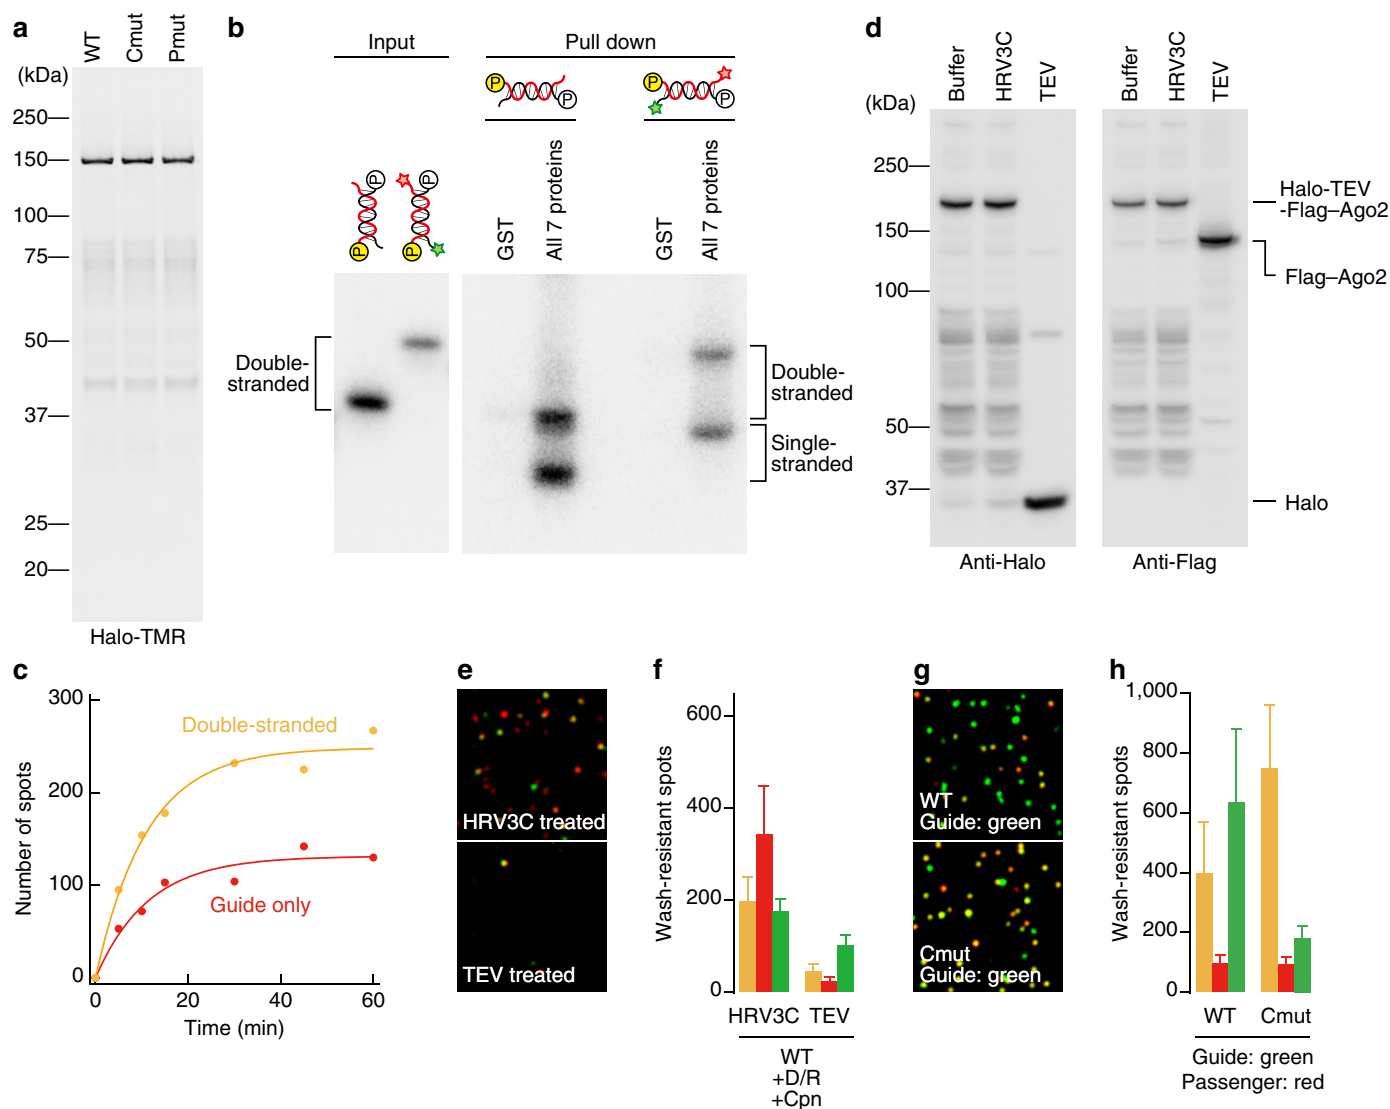 a
WT
Cmut
Pmut
(kDa)
250
150
100
75
50
37
25
20
Halo-TMR
b
Input
Pull down
P
P
P
P
P
P
P
P
GST
All 7 proteins
GST
All 7 proteins
Double-
stranded
Double-
stranded
Single-
stranded
d
Buffer
HRV3C
TEV
Buffer
HRV3C
TEV
(kDa)
250
150
100
50
37
Halo-TEV
-Flag–Ago2
Flag–Ago2
Halo
Anti-Halo
Anti-Flag
c
Number of spots
300
200
100
0
Double-stranded
Guide only
0
20
40
60
Time (min)
e
HRV3C treated
TEV treated
f
Wash-resistant spots
600
400
200
0
HRV3C
TEV
WT
+D/R
+Cpn
g
WT
Guide: green
Cmut
Guide: green
h
Wash-resistant spots
1,000
800
600
400
200
0
WT
Cmut
Guide: green
Passenger: red